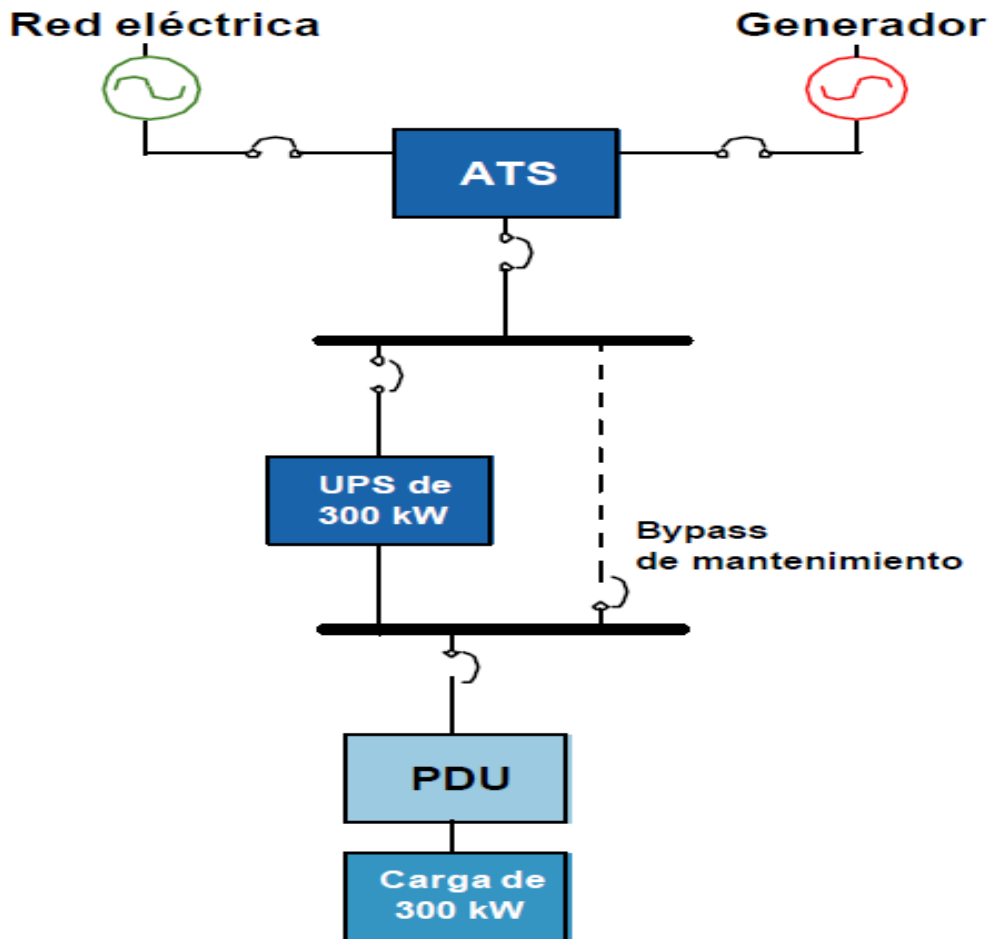 Red eléctrica
Generador
ATS
UPS de
300 kW
Bypass
de mantenimiento
PDU
Carga de
300 kW